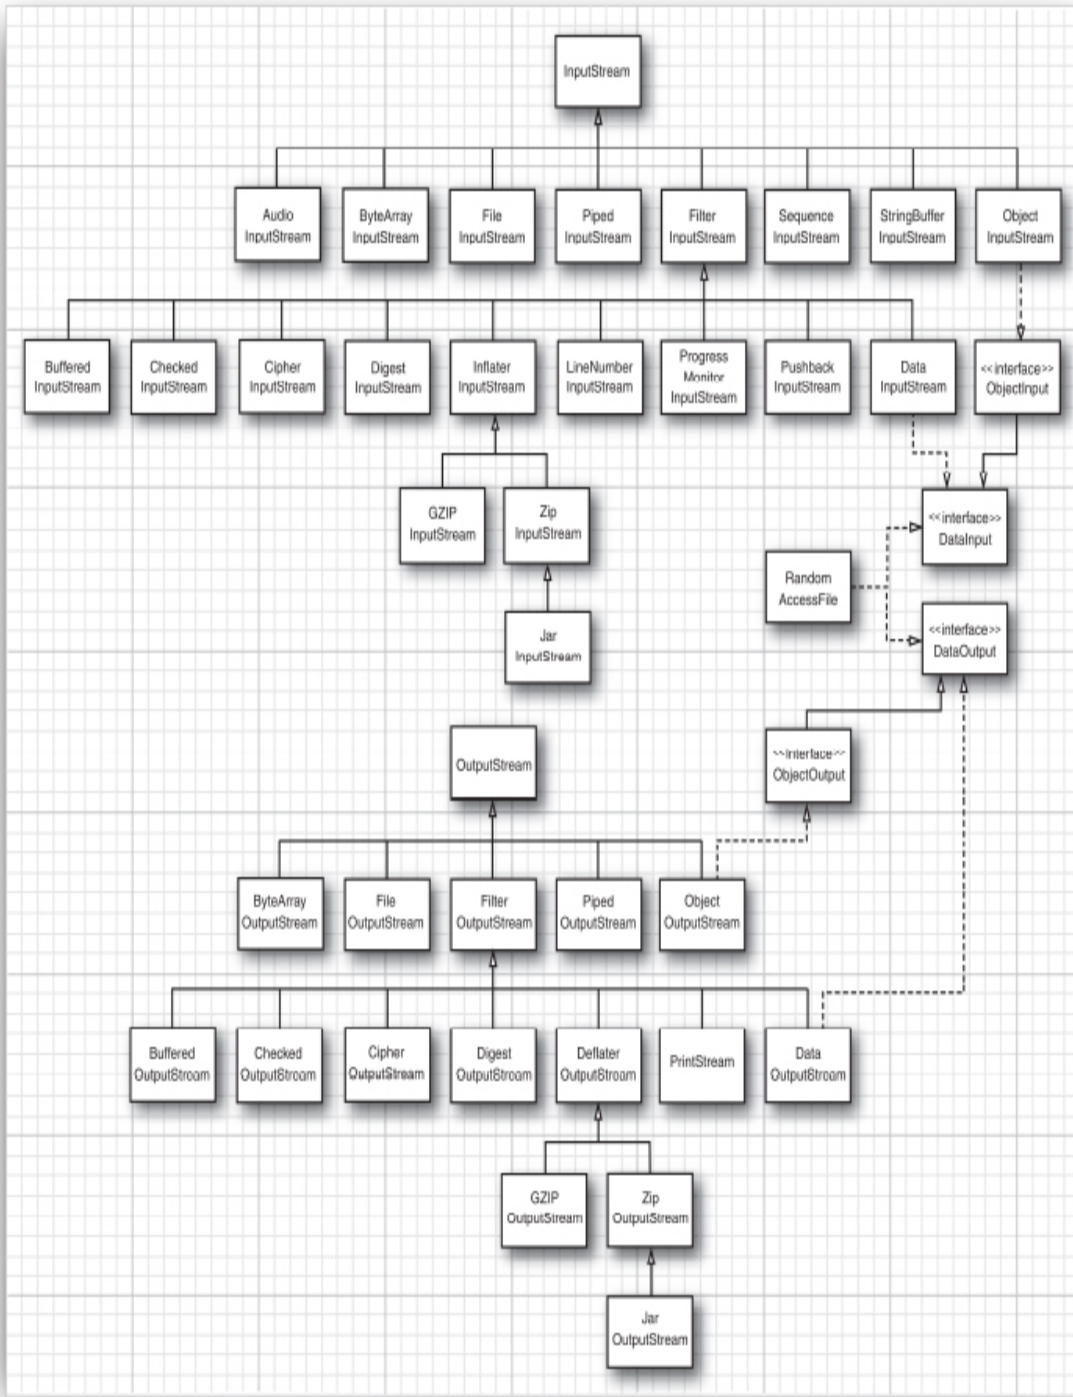 InputStream
Audio
InputStream
ByteArray
InputStream
File
InputStream
Piped
InputStream
Filter
InputStream
Sequence
InputStream
StringBuffer
InputStream
Object
InputStream
Buffered
InputStream
Checked
InputStream
Cipher
InputStream
Digest
InputStream
Inflater
InputStream
LineNumber
InputStream
Progress
Monitor
InputStream
Pushback
InputStream
Data
InputStream
<<interface>>
ObjectInput
GZIP
InputStream
Zip
InputStream
<<interface>>
DataInput
Random
AccessFile
Jar
InputStream
<<interface>>
DataOutput
OutputStream
<<interface>>
ObjectOutput
ByteArray
OutputStream
File
OutputStream
Filter
OutputStream
Piped
OutputStream
Object
OutputStream
Buffered
OutputStream
Checked
OutputStream
Cipher
OutputStream
Digest
OutputStream
Deflater
OutputStream
PrintStream
Data
OutputStream
GZIP
OutputStream
Zip
OutputStream
Jar
OutputStream